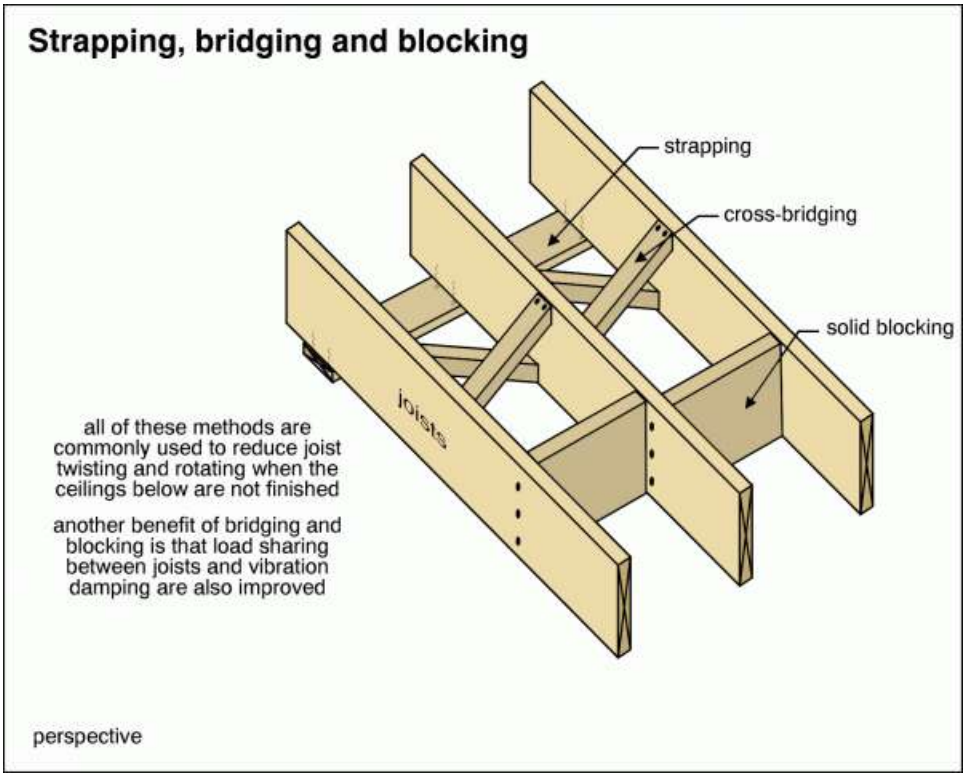 Strapping, bridging and blocking
strapping
cross-bridging
solid blocking
joists
all of these methods are
commonly used to reduce joist
twisting and rotating when the
ceilings below are not finished
another benefit of bridging and
blocking is that load sharing
between joists and vibration
damping are also improved
perspective